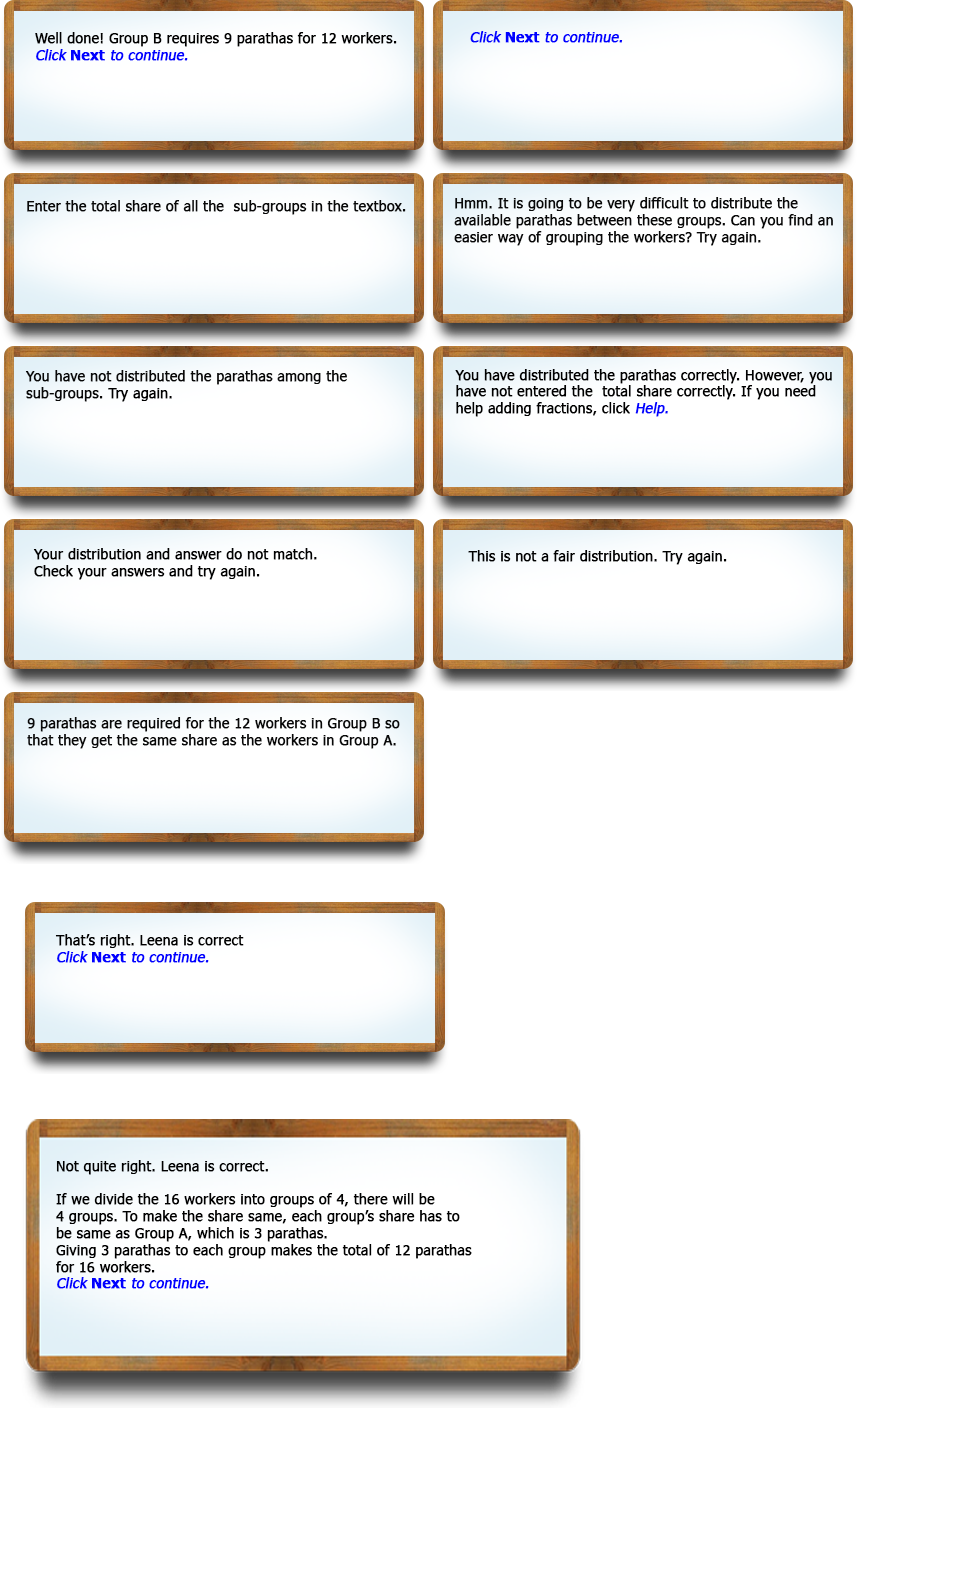 Well done! Group B requires 9 parathas for 12 workers.
Click Next to continue.
Click Next to continue.
Enter the total share of all the  sub-groups in the textbox.
Hmm. It is going to be very difficult to distribute the
available parathas between these groups. Can you find an
easier way of grouping the workers? Try again.
You have not distributed the parathas among the
sub-groups. Try again.
You have distributed the parathas correctly. However, you
have not entered the  total share correctly. If you need
help adding fractions, click Help.
Your distribution and answer do not match.
Check your answers and try again.
This is not a fair distribution. Try again.
9 parathas are required for the 12 workers in Group B so
that they get the same share as the workers in Group A.
That’s right. Leena is correct
Click Next to continue.
Not quite right. Leena is correct.
If we divide the 16 workers into groups of 4, there will be
4 groups. To make the share same, each group’s share has to
be same as Group A, which is 3 parathas.
Giving 3 parathas to each group makes the total of 12 parathas
for 16 workers.
Click Next to continue.